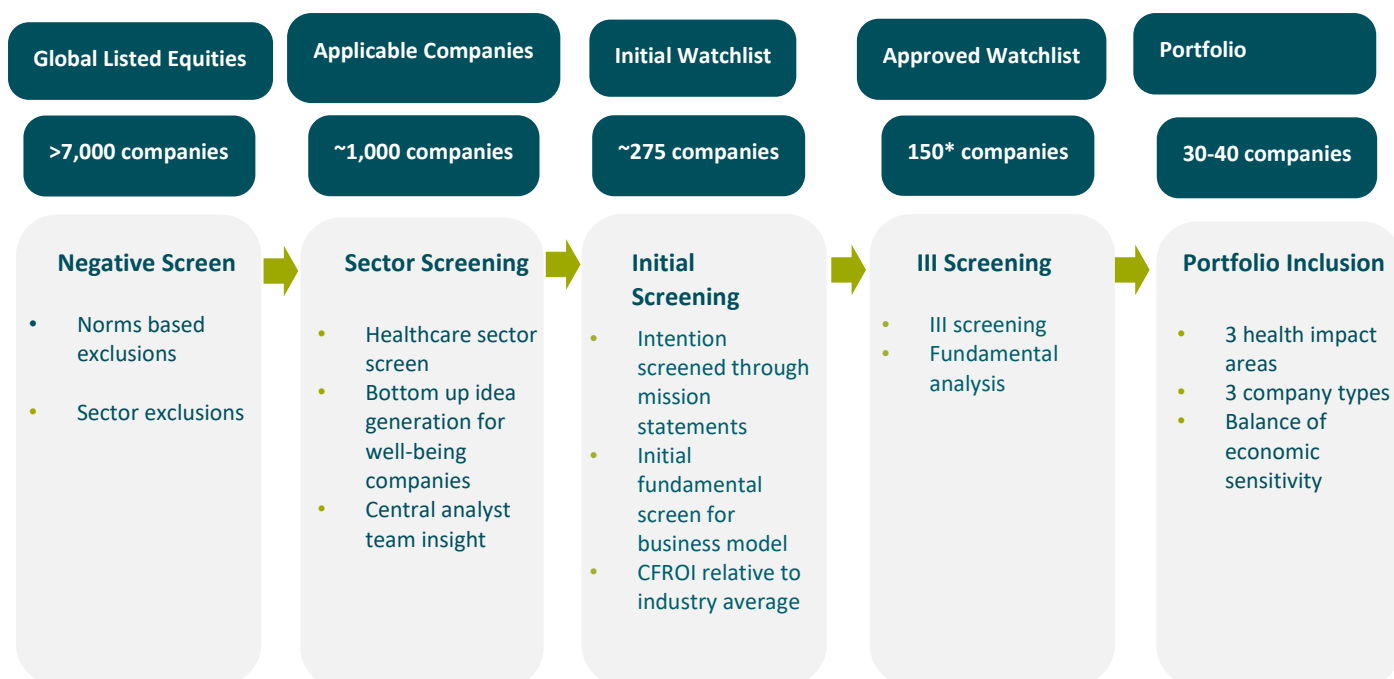 Global Listed Equities
Applicable Companies
Initial Watchlist
Approved Watchlist
Portfolio
>7,000 companies
~1,000 companies
~275 companies
150* companies
30-40 companies
Negative Screen
• Norms based
exclusions
• Sector exclusions
Sector Screening
• Healthcare sector
screen
• Bottom up idea
generation for
well-being
companies
• Central analyst
team insight
Initial
Screening
• Intention
screened through
mission
statements
• Initial
fundamental
screen for
business model
• CFROI relative to
industry average
III Screening
• III screening
• Fundamental
analysis
Portfolio Inclusion
• 3 health impact
areas
• 3 company types
• Balance of
economic
sensitivity